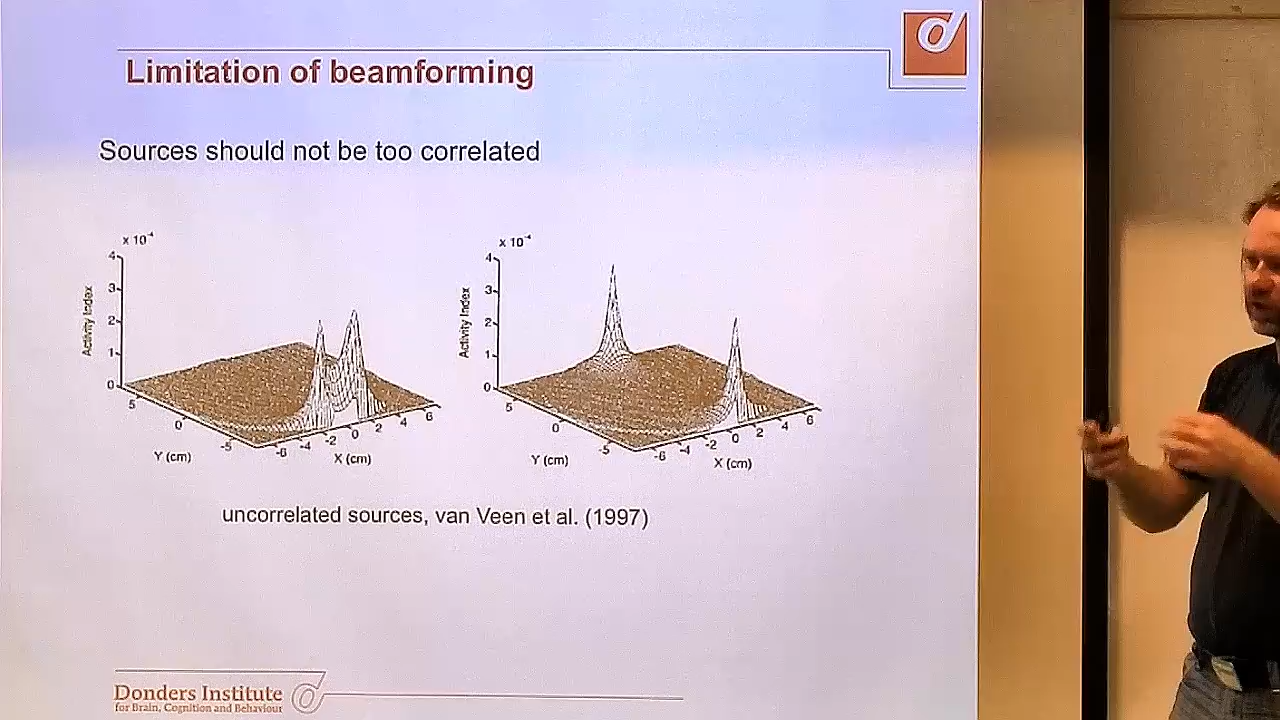 Limitation of beamforming
Sources should not be too correlated
x 10⁻⁴
4
3
2
1
0
Activity Index
5
0
-5
Y (cm)
-6
-4
-2
0
2
4
6
X (cm)
x 10⁻⁴
4
3
2
1
0
Activity Index
5
0
-5
Y (cm)
-6
-4
-2
0
2
4
6
X (cm)
uncorrelated sources, van Veen et al. (1997)
Donders Institute
for Brain, Cognition and Behaviour